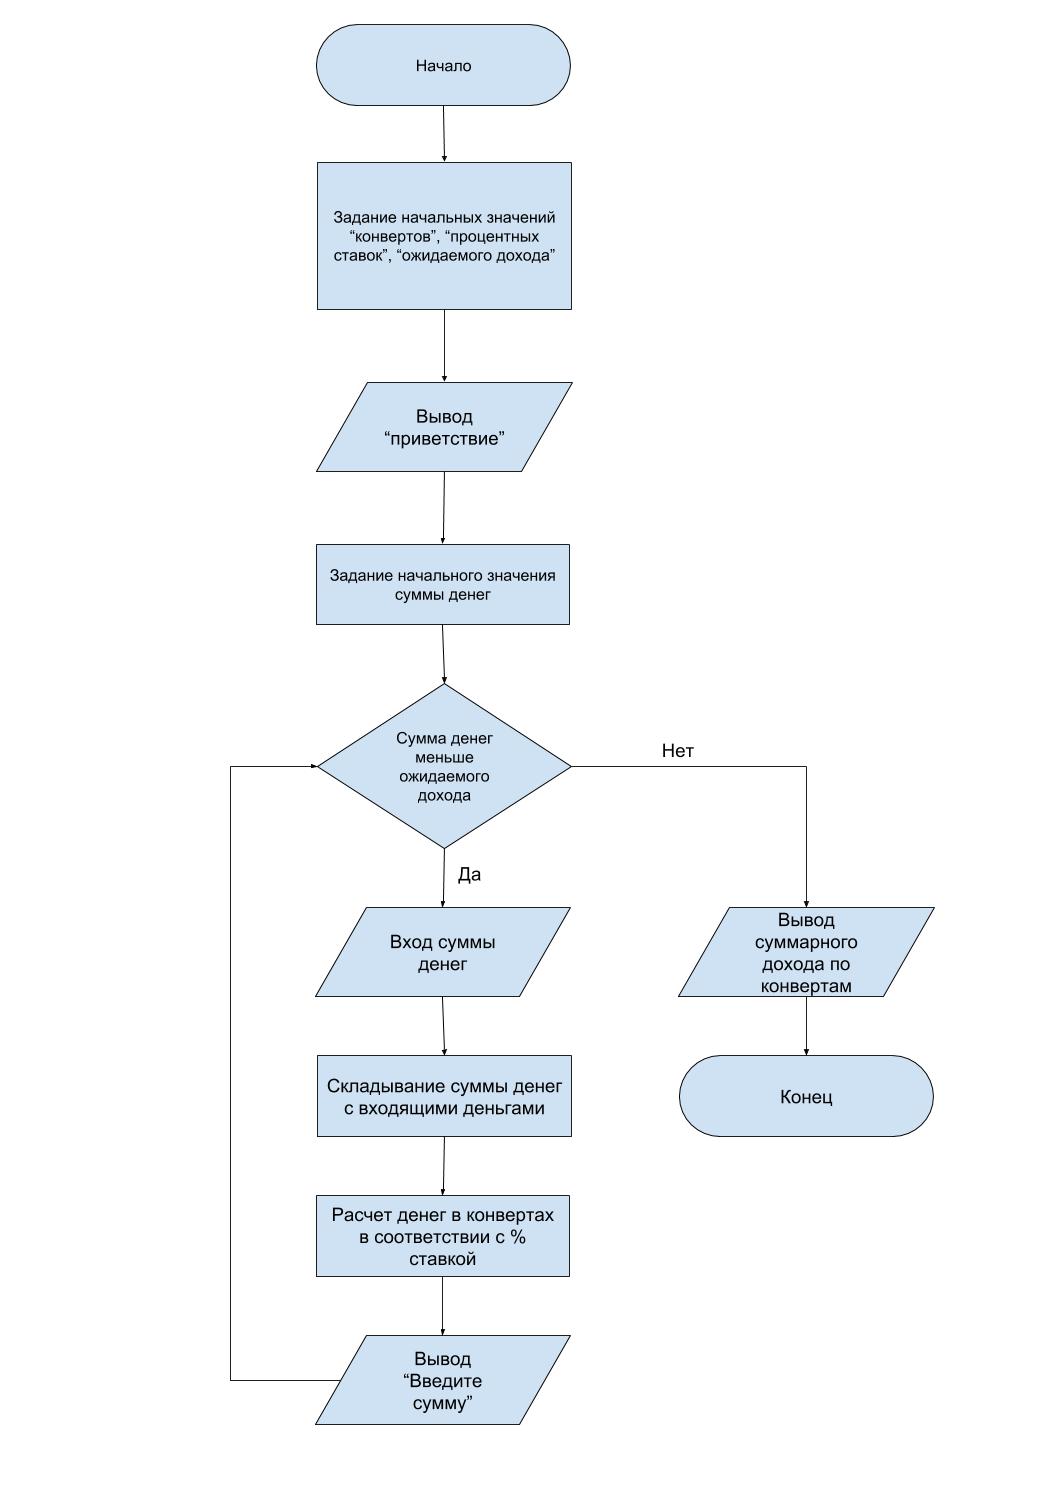 Начало
Задание начальных значений
“конвертов”, “процентных
ставок”, “ожидаемого дохода”
Вывод
“приветствие”
Задание начального значения
суммы денег
Сумма денег
меньше
ожидаемого
дохода
Нет
Да
Вход суммы
денег
Вывод
суммарного
дохода по
конвертам
Складывание суммы денег
с входящими деньгами
Конец
Расчет денег в конвертах
в соответствии с %
ставкой
Вывод
“Введите
сумму”